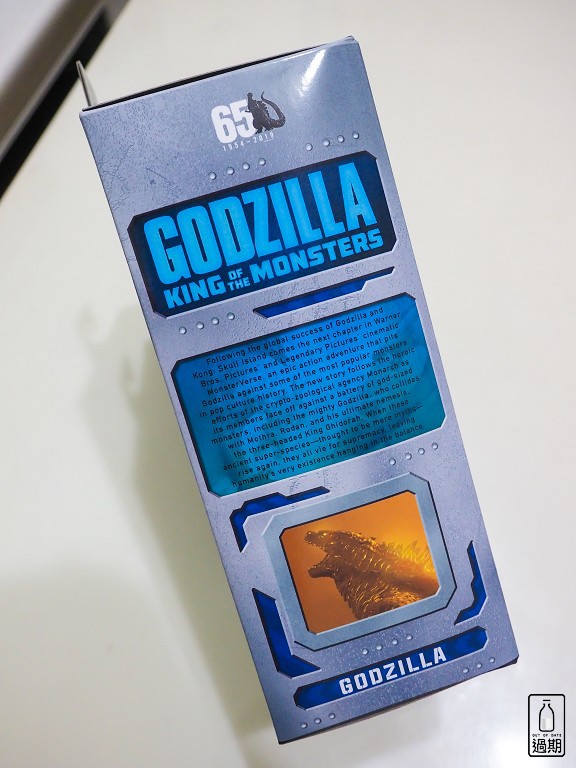 65
1954-2019
GODZILLA
KING OF THE MONSTERS
Following the global success of Godzilla and
Kong: Skull Island comes the next chapter in Warner
Bros. Pictures' and Legendary Pictures' cinematic
MonsterVerse: an epic action adventure that pits
Godzilla against some of the most popular monsters
in pop culture history. The new story follows the heroic
efforts of the crypto-zoological agency Monarch as
its members face off against a battery of god-sized
monsters, including the mighty Godzilla, who collides
with Mothra, Rodan, and his ultimate nemesis,
the three-headed King Ghidorah. When these
ancient super-species—thought to be mere myths—
rise again, they all vie for supremacy, leaving
humanity's very existence hanging in the balance
GODZILLA
OUT OF DATE
過期